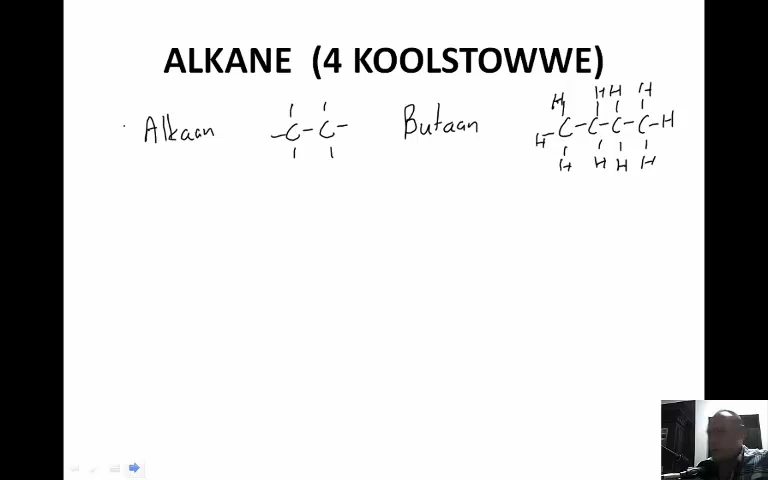 ALKANE (4 KOOLSTOWWE)
Alkaan -C-C- Butaan H-C-C-C-C-H
H H H H
H H H H